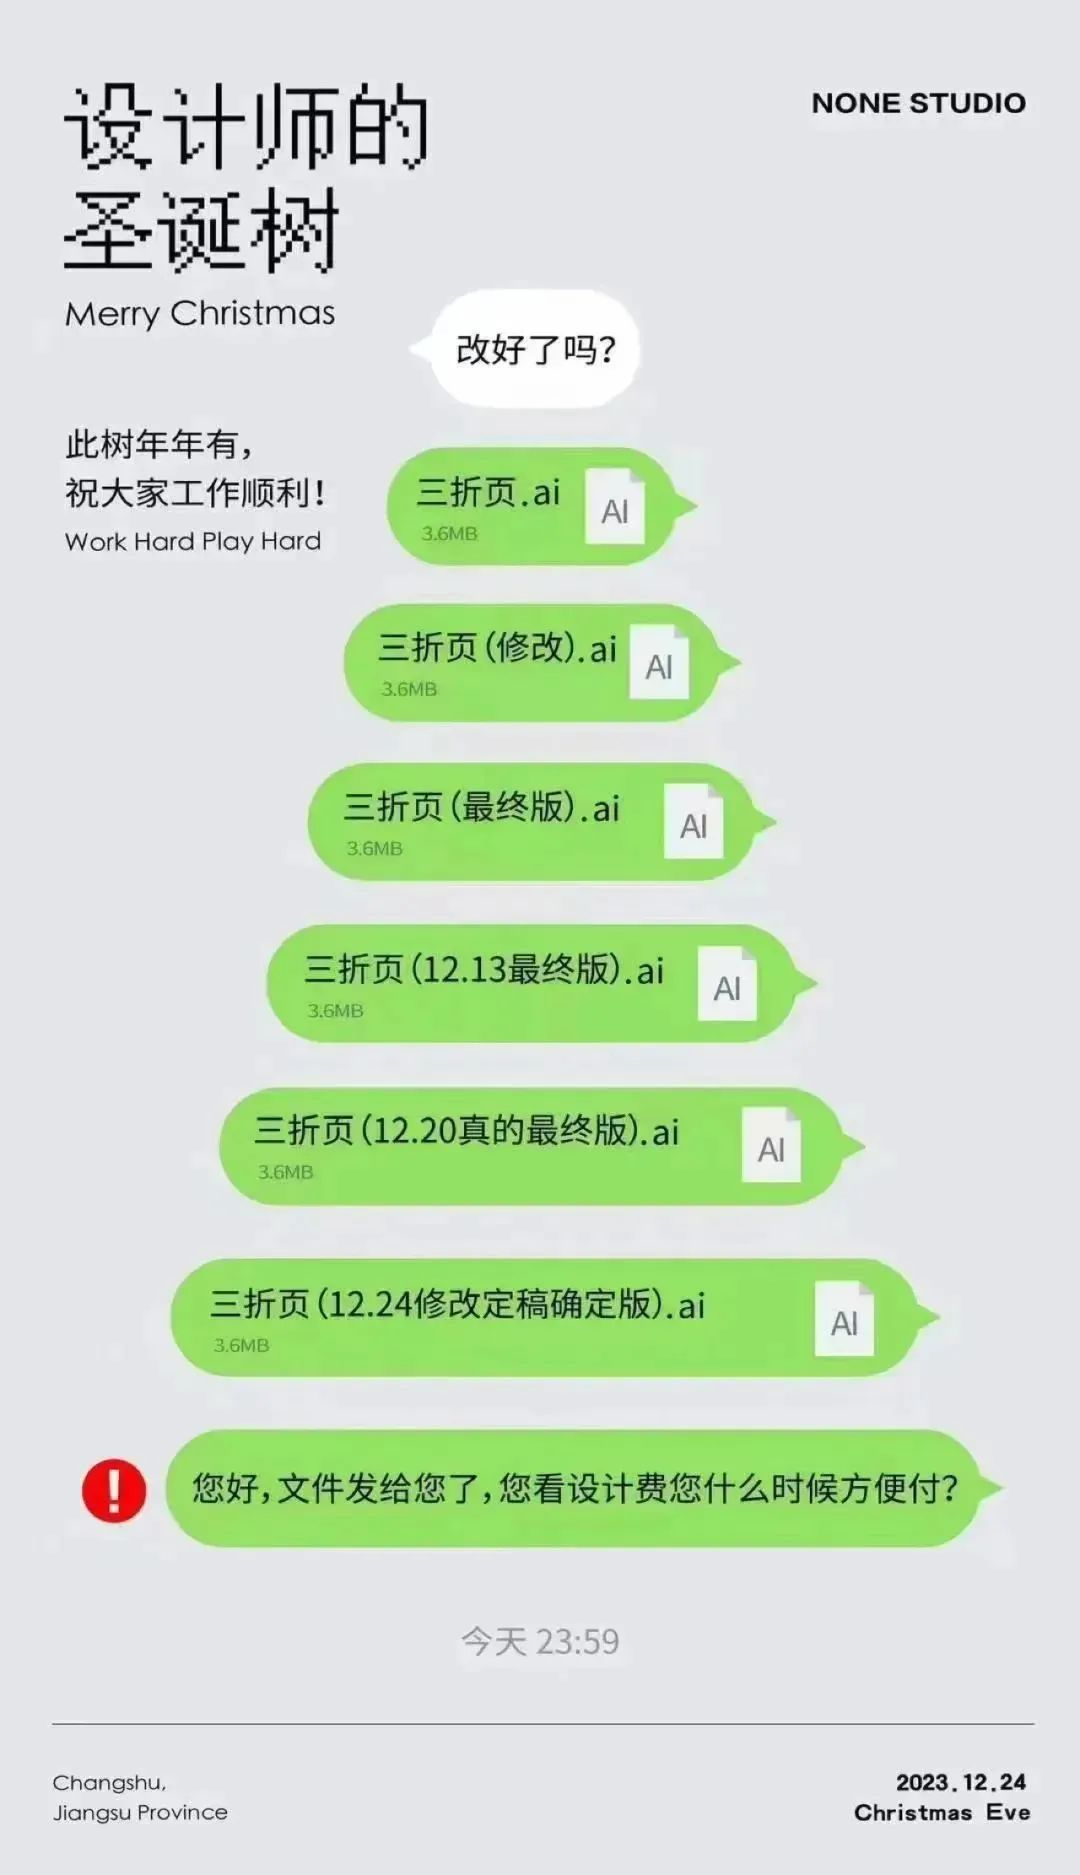 设计师的
圣诞树
Merry Christmas
NONE STUDIO
此树年年有，
祝大家工作顺利！
Work Hard Play Hard
改好了吗？
三折页.ai
3.6MB
AI
三折页（修改）.ai
3.6MB
AI
三折页（最终版）.ai
3.6MB
AI
三折页（12.13最终版）.ai
3.6MB
AI
三折页（12.20真的最终版）.ai
3.6MB
AI
三折页（12.24修改定稿确定版）.ai
3.6MB
AI
!
您好，文件发给您了，您看设计费您什么时候方便付？
今天 23:59
Changshu,
Jiangsu Province
2023.12.24
Christmas Eve